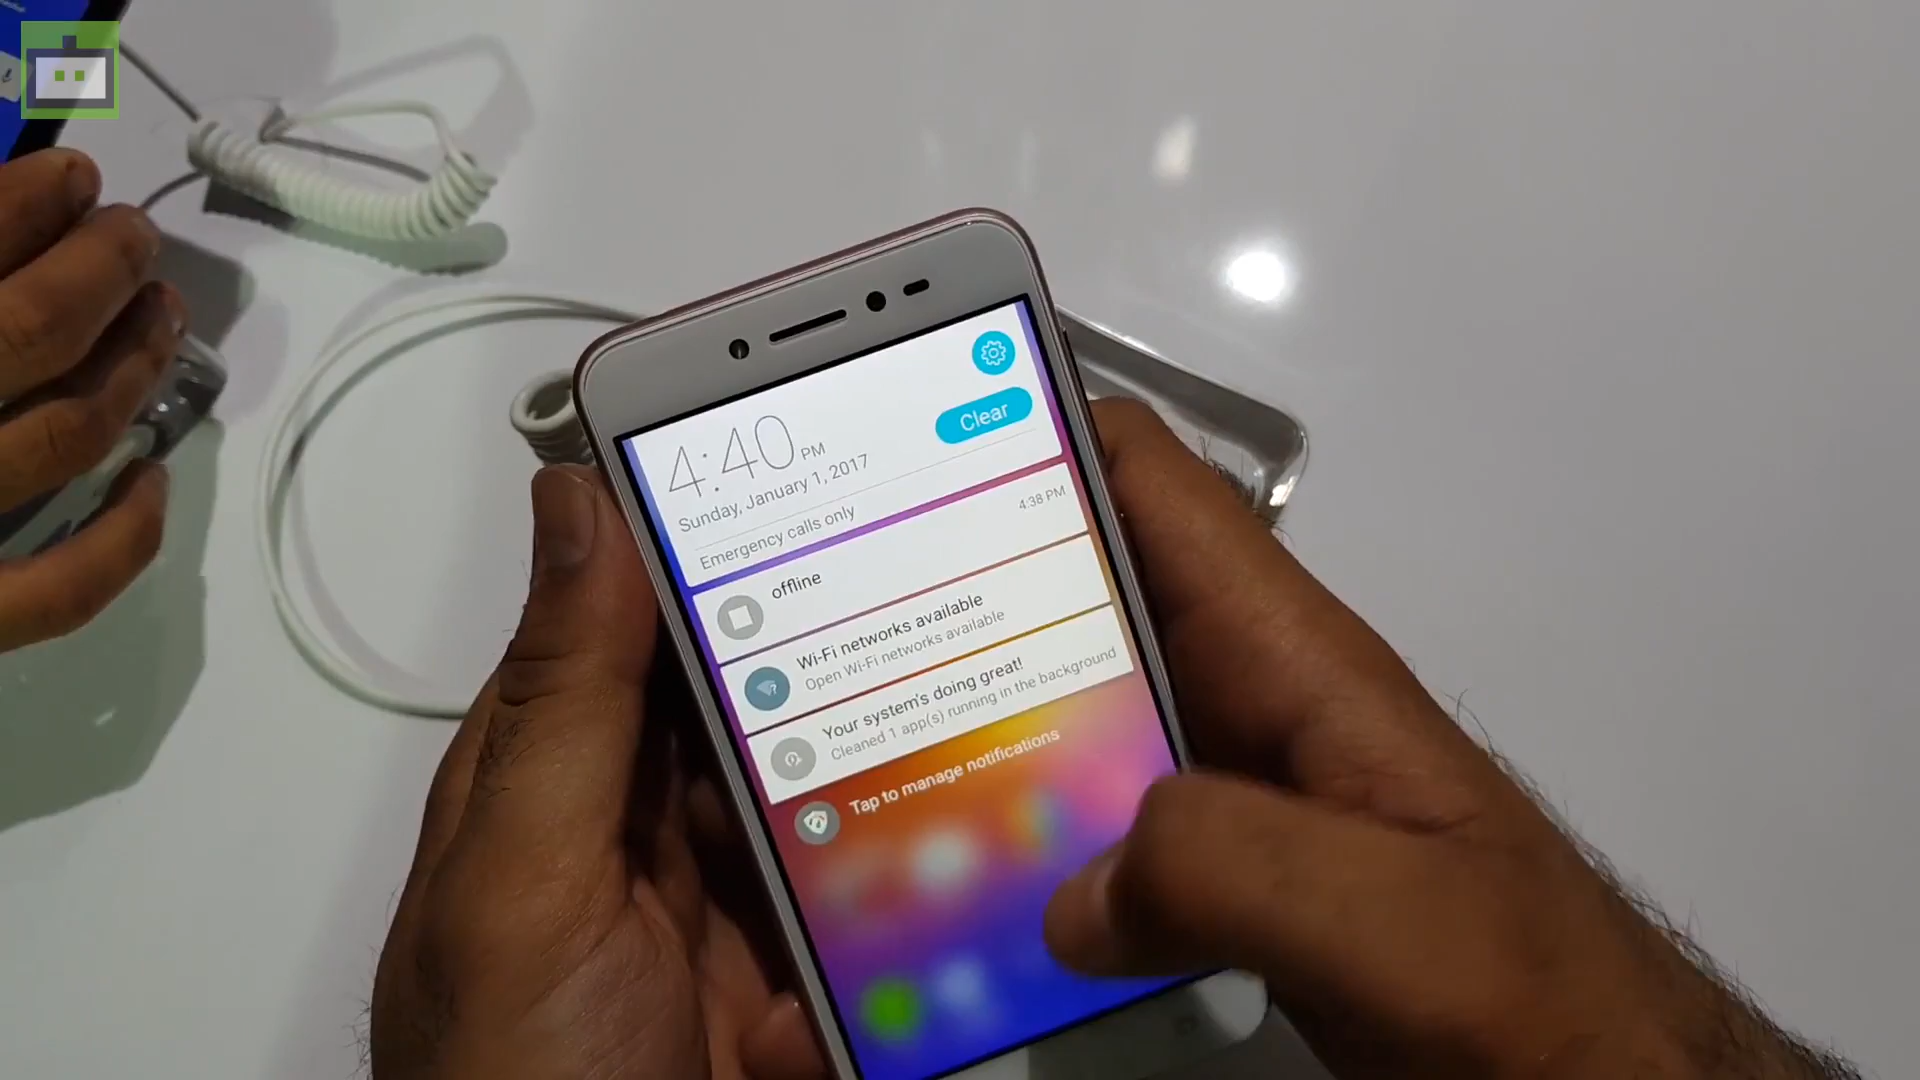 Clear
4:40 PM
Sunday, January 1, 2017
Emergency calls only
4:38 PM
offline
Wi-Fi networks available
Open Wi-Fi networks available
Your system's doing great!
Cleaned 1 app(s) running in the background
Tap to manage notifications